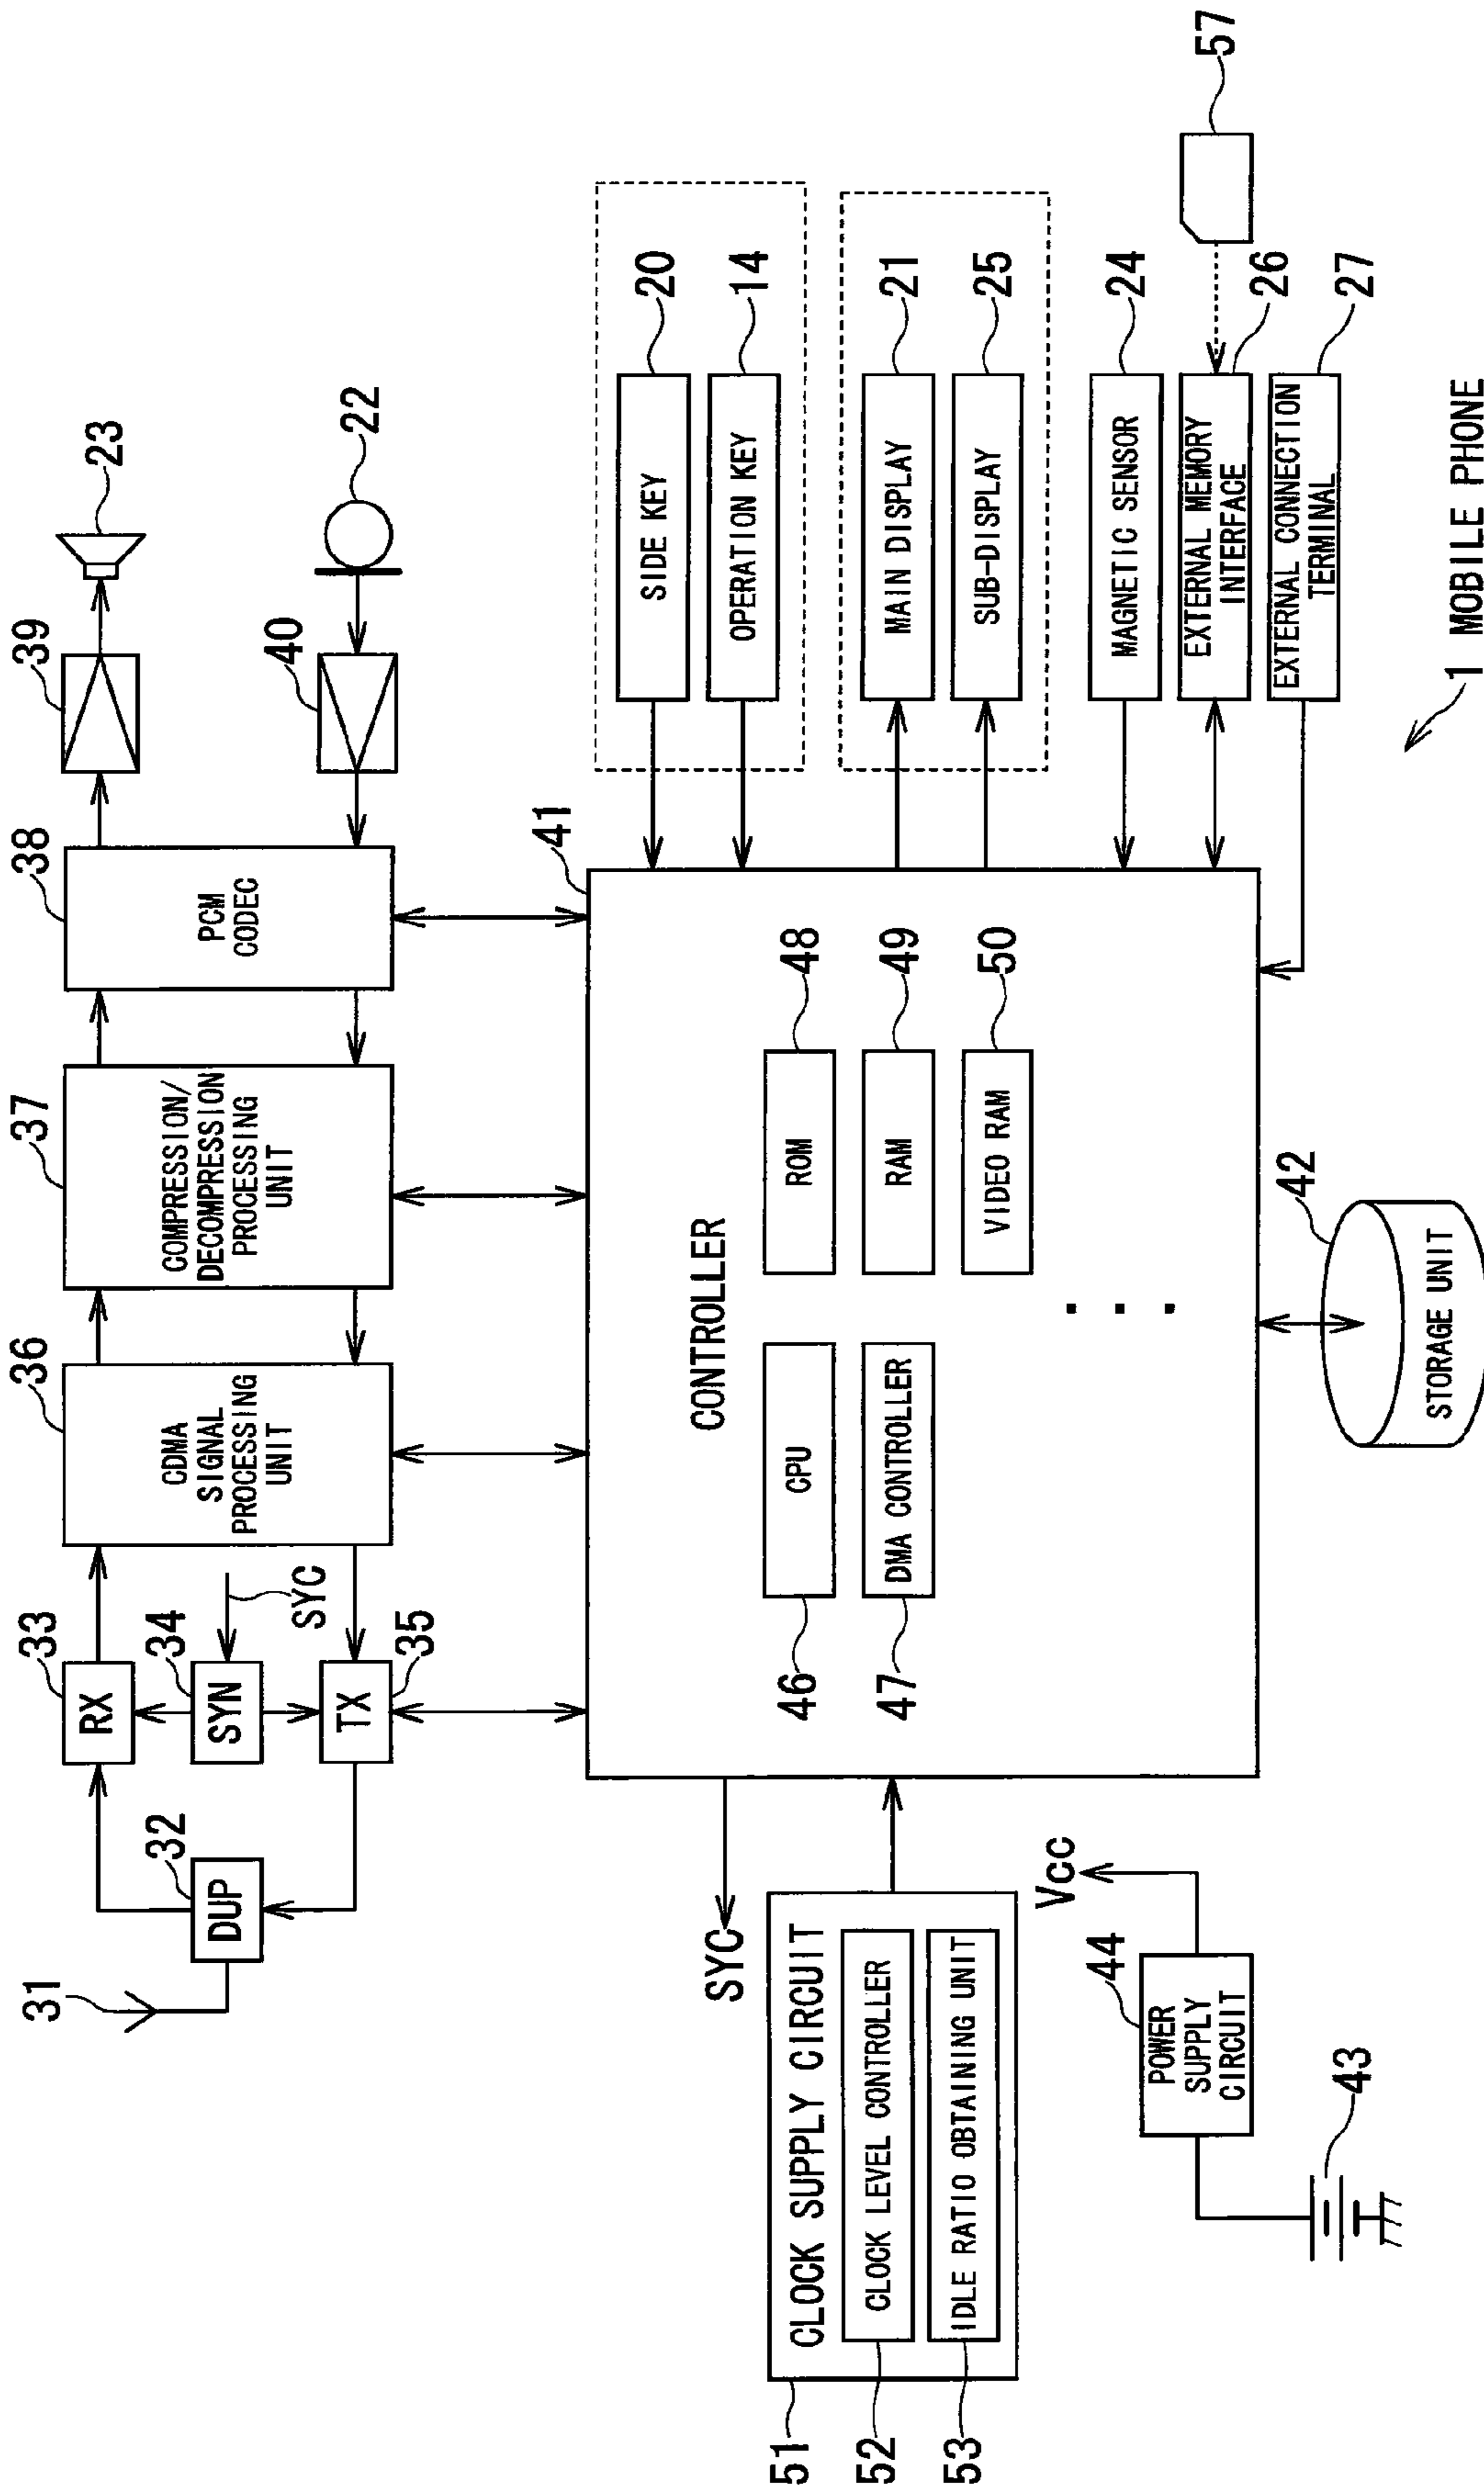 31
32
DUP
33
RX
34
SYN
SYC
TX
35
36
CDMA
SIGNAL
PROCESSING
UNIT
37
COMPRESSION/
DECOMPRESSION
PROCESSING
UNIT
38
PCM
CODEC
39
40
23
22
SYC
41
CONTROLLER
CPU
46
DMA CONTROLLER
47
ROM
48
RAM
49
VIDEO RAM
50
SIDE KEY
20
OPERATION KEY
14
MAIN DISPLAY
21
SUB-DISPLAY
25
MAGNETIC SENSOR
24
EXTERNAL MEMORY
INTERFACE
26
EXTERNAL CONNECTION
TERMINAL
27
57
CLOCK SUPPLY CIRCUIT
51
CLOCK LEVEL CONTROLLER
52
IDLE RATIO OBTAINING UNIT
53
Vcc
44
POWER
SUPPLY
CIRCUIT
43
42
STORAGE UNIT
1 MOBILE PHONE